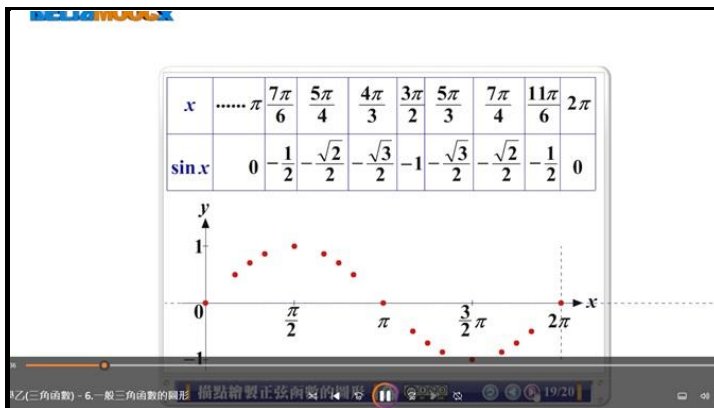 DELTAMOOCx
x ...... π 7π/6 5π/4 4π/3 3π/2 5π/3 7π/4 11π/6 2π
sin x 0 -1/2 -√2/2 -√3/2 -1 -√3/2 -√2/2 -1/2 0
y
1
0 π/2 π 3/2 π 2π x
-1
乙(三角函數) - 6.一般三角函數的圖形
描點繪製正弦函數的圖形
19/20